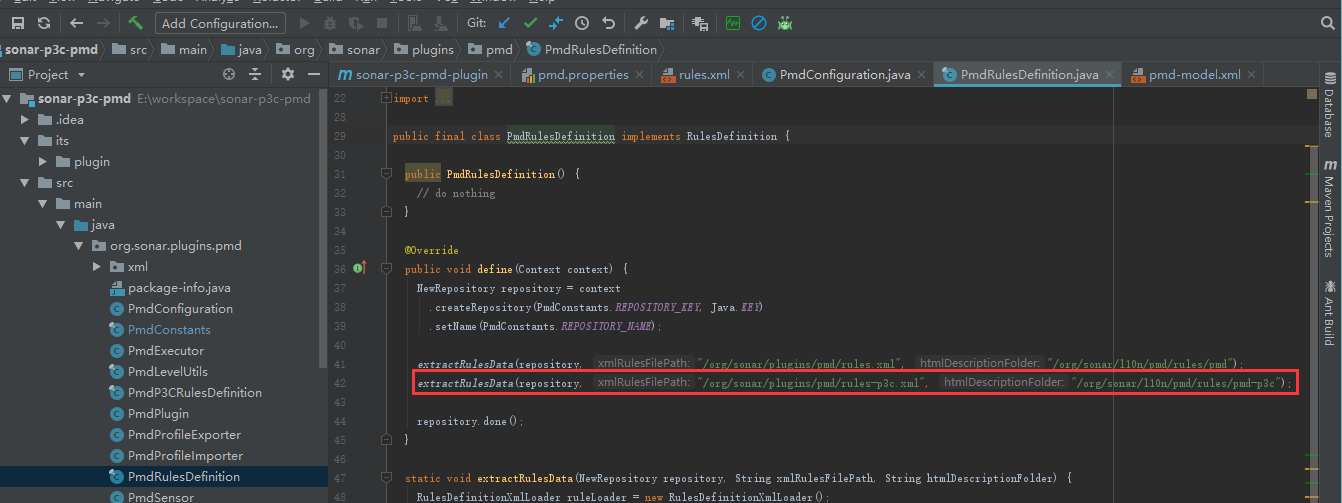 Add Configuration...
Git:
sonar-p3c-pmd
src
main
java
org
sonar
plugins
pmd
PmdRulesDefinition
Project
sonar-p3c-pmd-plugin
pmd.properties
rules.xml
PmdConfiguration.java
PmdRulesDefinition.java
pmd-model.xml
sonar-p3c-pmd E:\workspace\sonar-p3c-pmd
.idea
its
plugin
src
main
java
org.sonar.plugins.pmd
xml
package-info.java
PmdConfiguration
PmdConstants
PmdExecutor
PmdLevelUtils
PmdP3CRulesDefinition
PmdPlugin
PmdProfileExporter
PmdProfileImporter
PmdRulesDefinition
PmdSensor
22 import ...
28
29 public final class PmdRulesDefinition implements RulesDefinition {
30
31 public PmdRulesDefinition() {
32 // do nothing
33 }
34
35 @Override
36 public void define(Context context) {
37 NewRepository repository = context
38 .createRepository(PmdConstants.REPOSITORY_KEY, Java.KEY)
39 .setName(PmdConstants.REPOSITORY_NAME);
40
41 extractRulesData(repository, xmlRulesFilePath: "/org/sonar/plugins/pmd/rules.xml", htmlDescriptionFolder: "/org/sonar/l10n/pmd/rules/pmd");
42 extractRulesData(repository, xmlRulesFilePath: "/org/sonar/plugins/pmd/rules-p3c.xml", htmlDescriptionFolder: "/org/sonar/l10n/pmd/rules/pmd-p3c");
43
44 repository.done();
45 }
46
47 static void extractRulesData(NewRepository repository, String xmlRulesFilePath, String htmlDescriptionFolder) {
48 RulesDefinitionXmlLoader ruleLoader = new RulesDefinitionXmlLoader();
Database
m Maven Projects
Ant Build